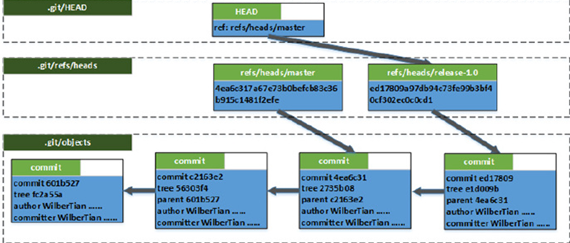 .git/HEAD
HEAD
ref: refs/heads/master
.git/refs/heads
refs/heads/master
4ea6c317a67e73b0befcb83c36
b915c1481f2efe
refs/heads/release-1.0
ed17809a97db94c73fe99b3bf4
0cf302ec0c0cd1
.git/objects
commit
commit 601b527
tree fc2a55a
author WilberTian ......
committer WilberTian ......
commit
commit c2163e2
tree 56303f4
parent 601b527
author WilberTian ......
committer WilberTian ......
commit
commit 4ea6c31
tree 2735b08
parent c2163e2
author WilberTian ......
committer WilberTian ......
commit
commit ed17809
tree e1d009b
parent 4ea6c31
author WilberTian ......
committer WilberTian ......